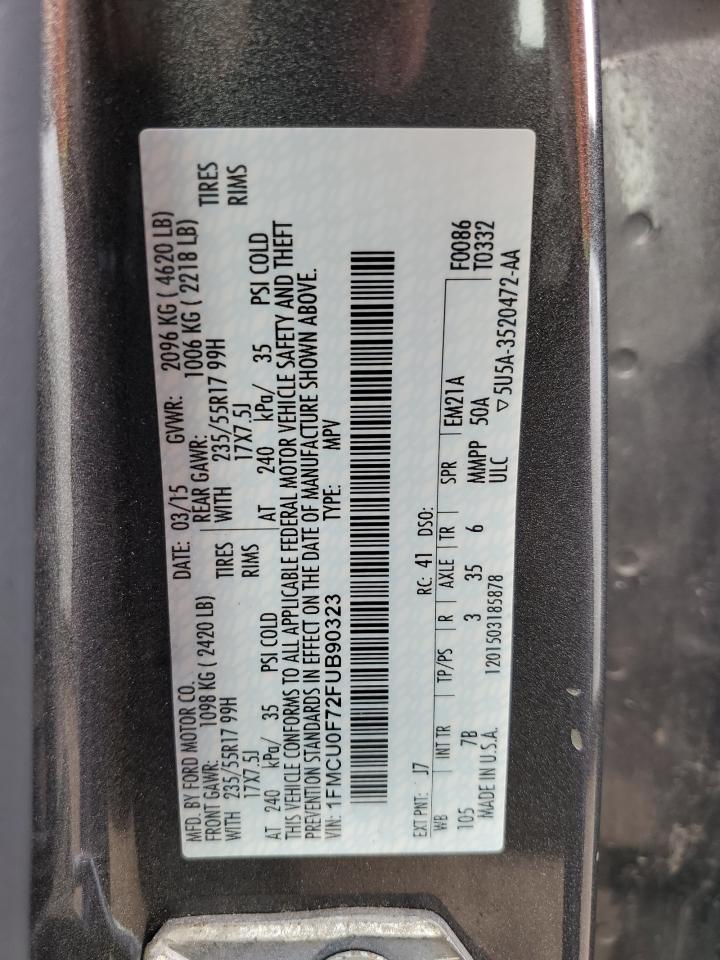 MFD. BY FORD MOTOR CO. DATE: 03/15 GVWR: 2096 KG ( 4620 LB)
FRONT GAWR: 1098 KG ( 2420 LB) REAR GAWR: 1006 KG ( 2218 LB)
WITH 235/55R17 99H TIRES WITH 235/55R17 99H TIRES
17X7.5J RIMS 17X7.5J RIMS
AT 240 kPa/ 35 PSI COLD AT 240 kPa/ 35 PSI COLD
THIS VEHICLE CONFORMS TO ALL APPLICABLE FEDERAL MOTOR VEHICLE SAFETY AND THEFT
PREVENTION STANDARDS IN EFFECT ON THE DATE OF MANUFACTURE SHOWN ABOVE.
VIN: 1FMCU0F72FUB90323 TYPE: MPV
EXT PNT: J7 RC: 41 DSO: F0086
WB INT TR TP/PS R AXLE TR SPR EM21A T0332
105 7B 3 35 6 MMPP 50A
MADE IN U.S.A. 1201503185878 ULC ▽5U5A-3520472-AA